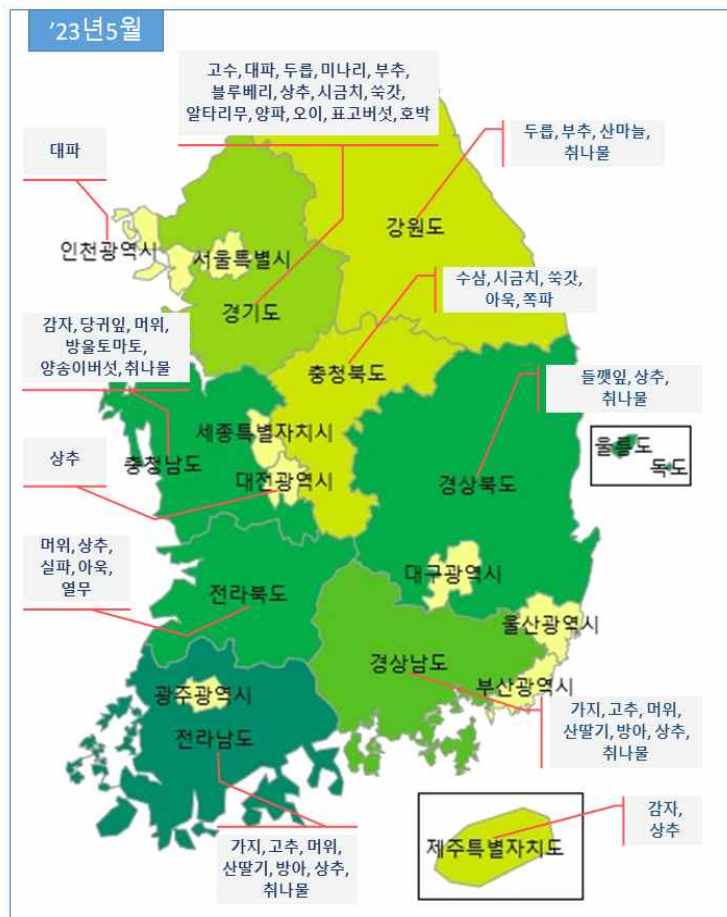 '23년5월
고수, 대파, 두릅, 미나리, 부추,
블루베리, 상추, 시금치, 쑥갓,
알타리무, 양파, 오이, 표고버섯, 호박
두릅, 부추, 산마늘,
취나물
대파
인천광역시
서울특별시
강원도
경기도
수삼, 시금치, 쑥갓,
아욱, 쪽파
감자, 당귀잎, 머위,
방울토마토,
양송이버섯, 취나물
충청북도
들깻잎, 상추,
취나물
세종특별자치시
울릉도
독도
상추
충청남도
대전광역시
경상북도
머위, 상추,
실파, 아욱,
열무
전라북도
대구광역시
울산광역시
경상남도
부산광역시
광주광역시
전라남도
가지, 고추, 머위,
산딸기, 방아, 상추,
취나물
가지, 고추, 머위,
산딸기, 방아, 상추,
취나물
제주특별자치도
감자,
상추